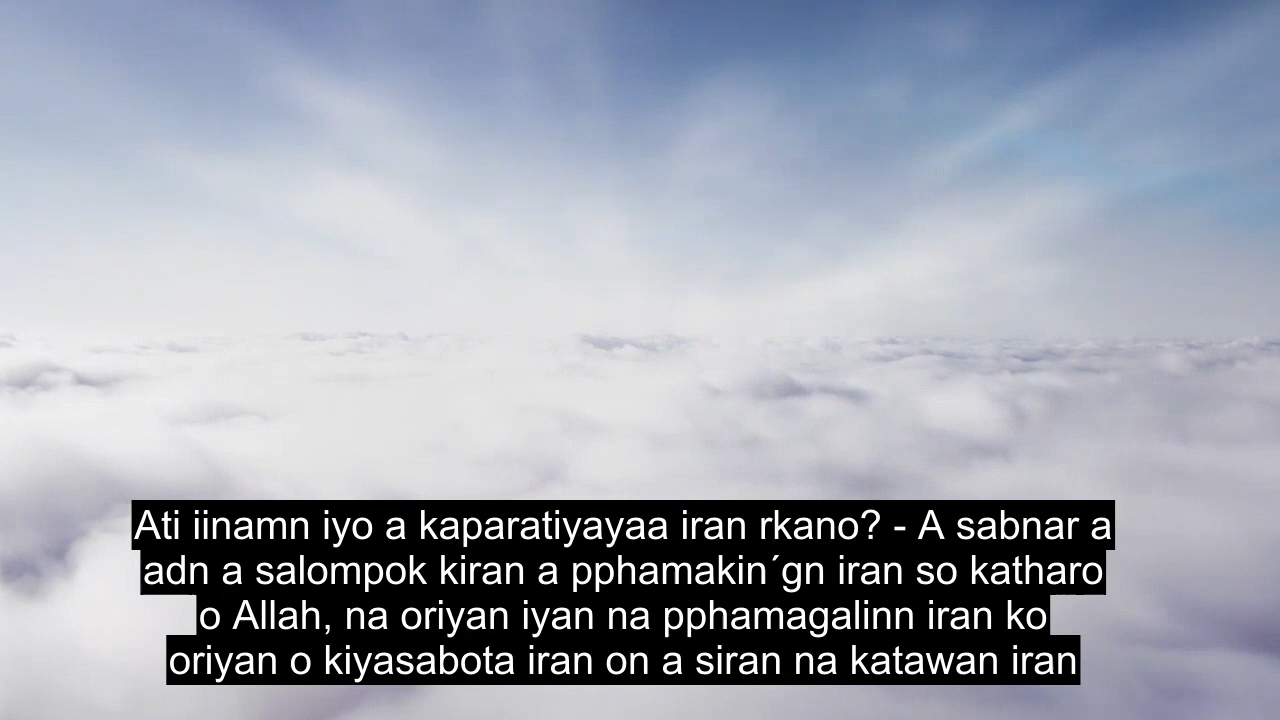 Ati iinamn iyo a kaparatiyayaa iran rkano? - A sabnar a
adn a salompok kiran a pphamakin´gn iran so katharo
o Allah, na oriyan iyan na pphamagalinn iran ko
oriyan o kiyasabota iran on a siran na katawan iran